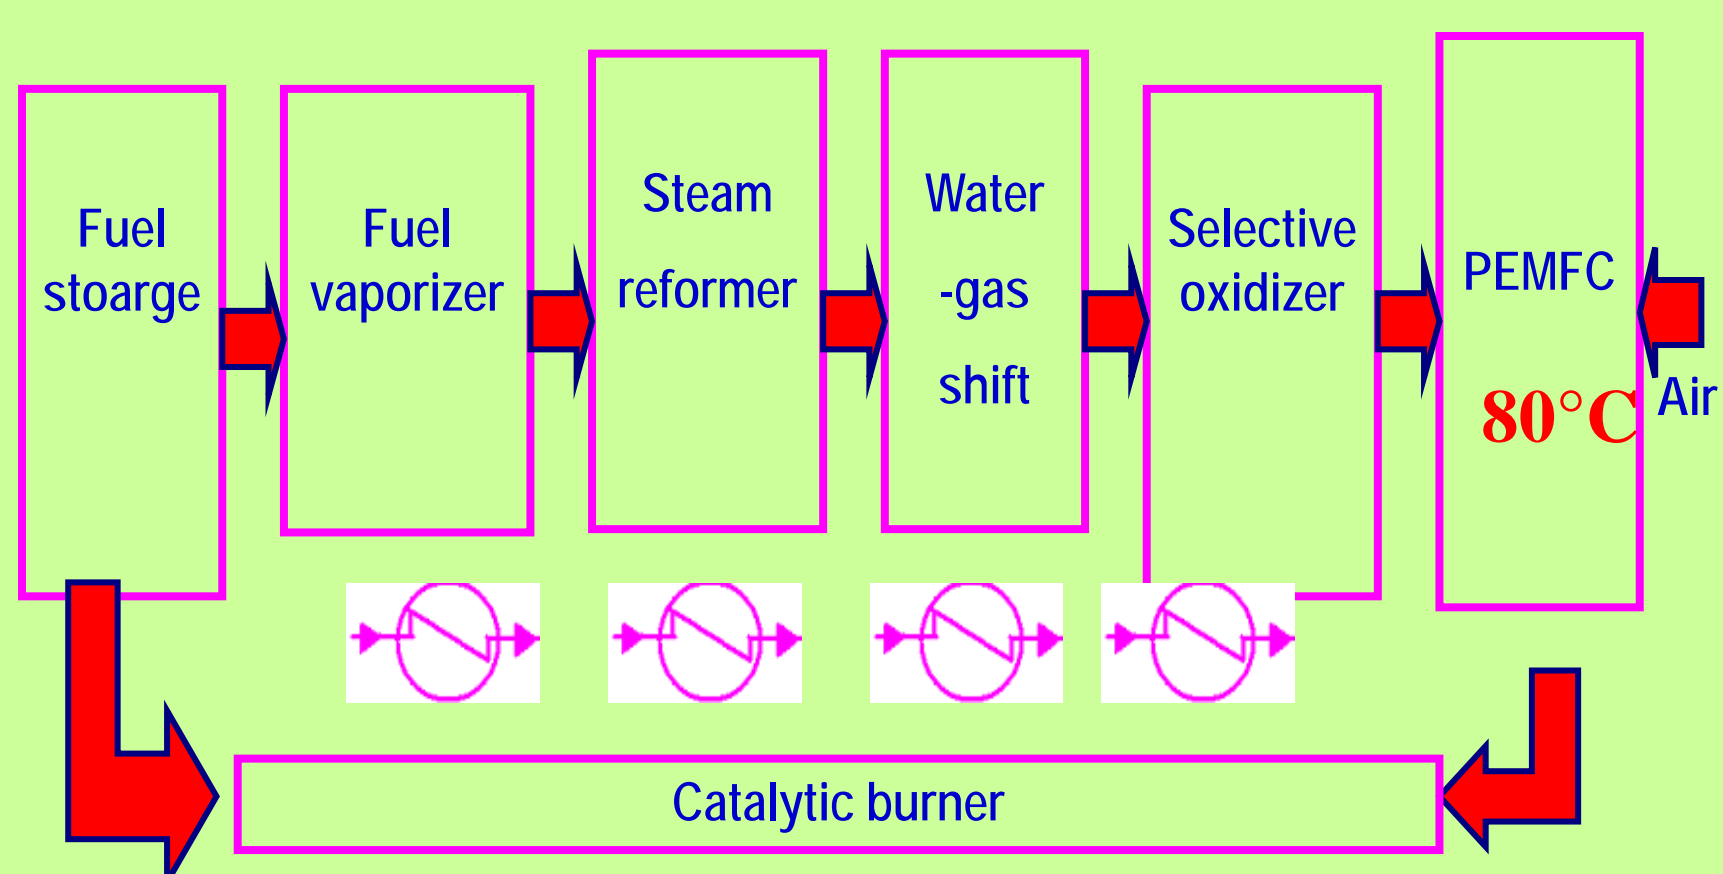 Fuel
stoarge
Fuel
vaporizer
Steam
reformer
Water
-gas
shift
Selective
oxidizer
PEMFC
80°C
Air
Catalytic burner